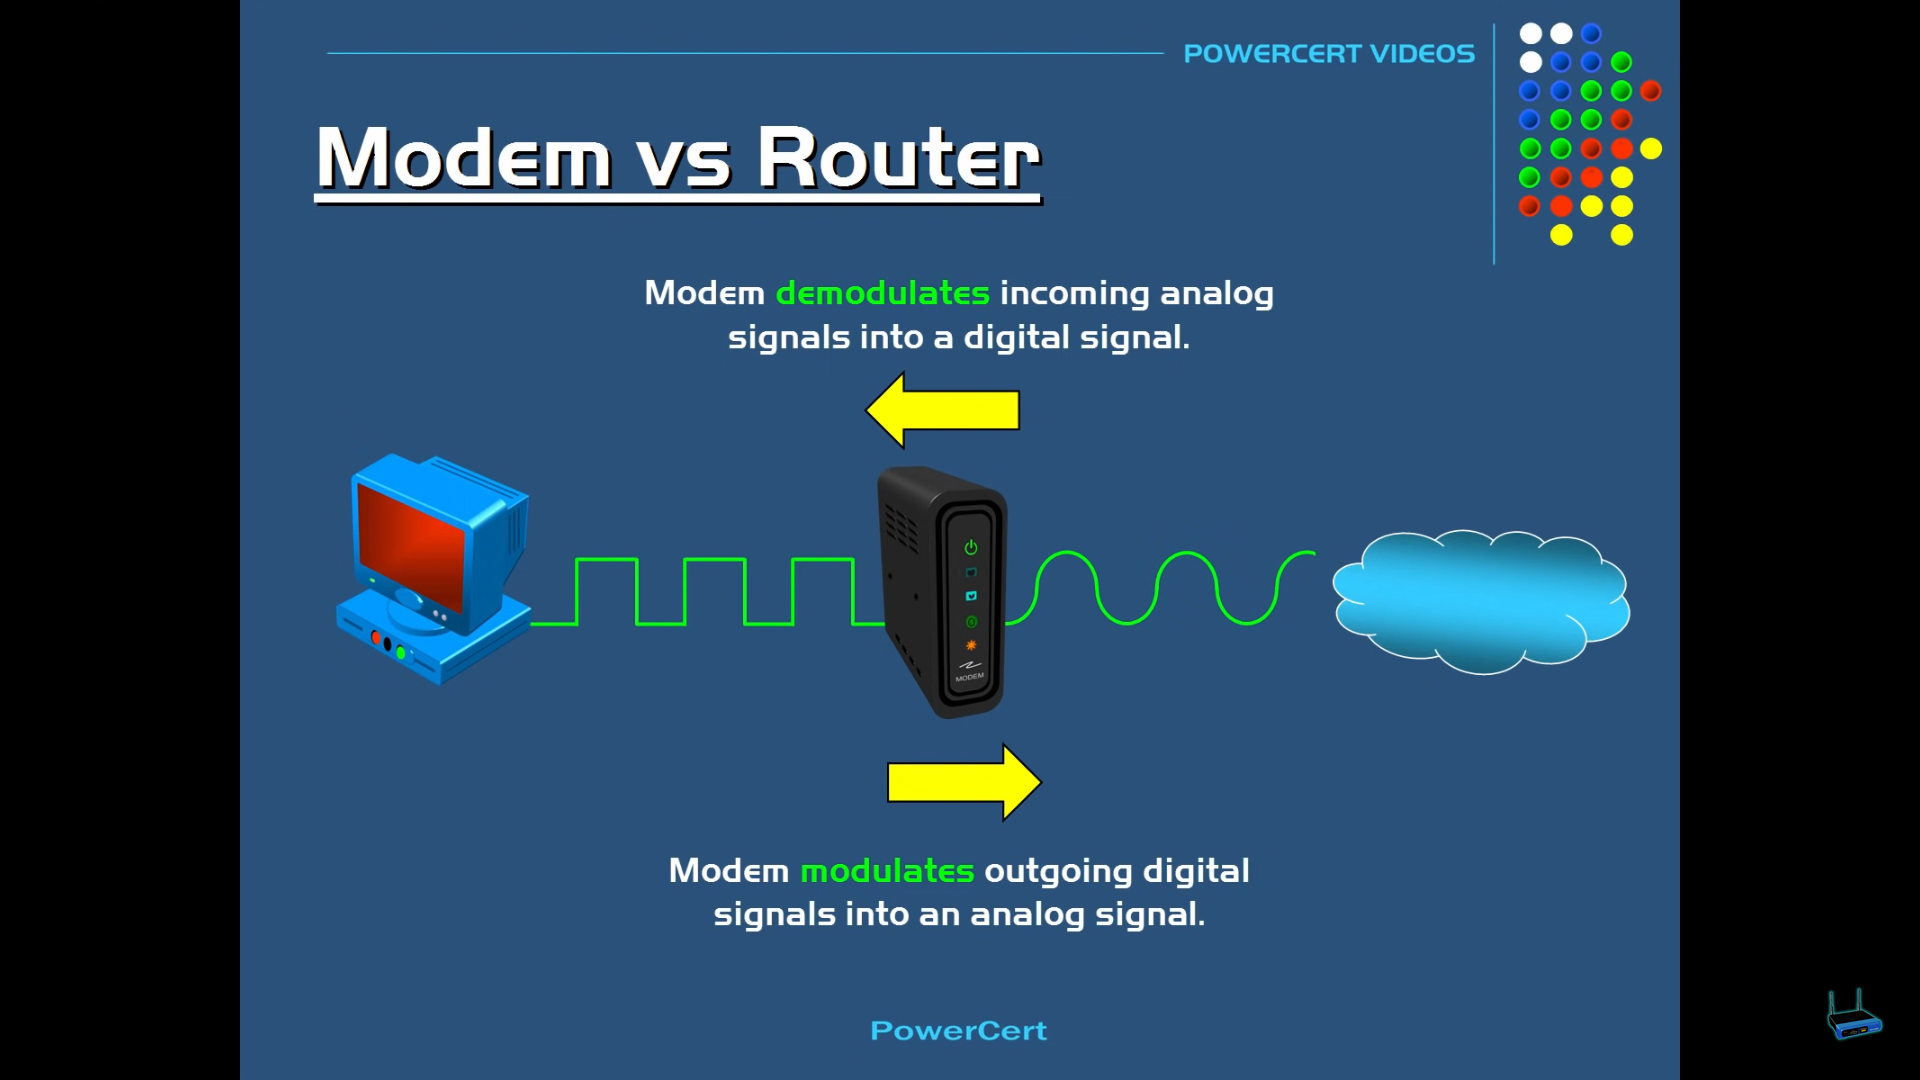 POWERCERT VIDEOS
Modem vs Router
Modem demodulates incoming analog
signals into a digital signal.
MODEM
Modem modulates outgoing digital
signals into an analog signal.
PowerCert